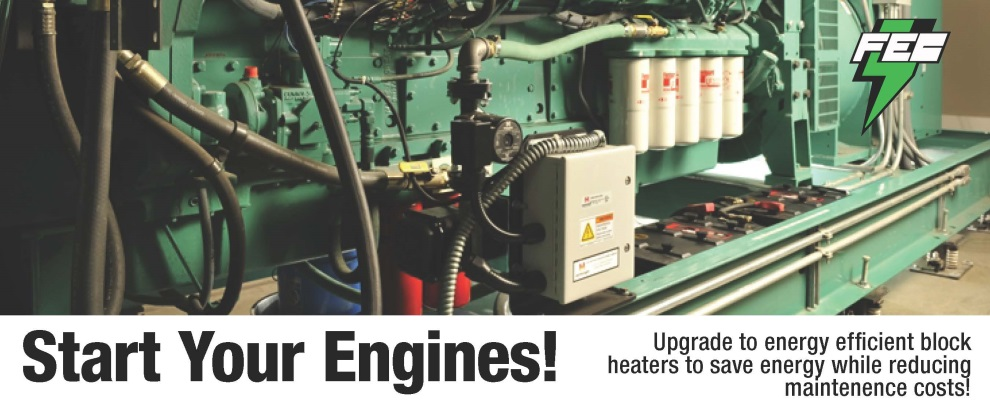 FEC
Start Your Engines!
Upgrade to energy efficient block
heaters to save energy while reducing
maintenence costs!